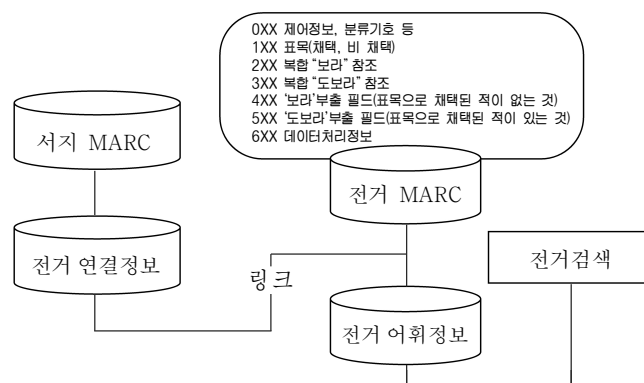 0XX 제어정보, 분류기호 등
1XX 표목(채택, 비 채택)
2XX 복합“보라”참조
3XX 복합“도보라”참조
4XX ‘보라’부출 필드(표목으로 채택된 적이 없는 것)
5XX ‘도보라’부출 필드(표목으로 채택된 적이 있는 것)
6XX 데이터처리정보
서지 MARC
전거 MARC
전거 연결정보
링크
전거검색
전거 어휘정보